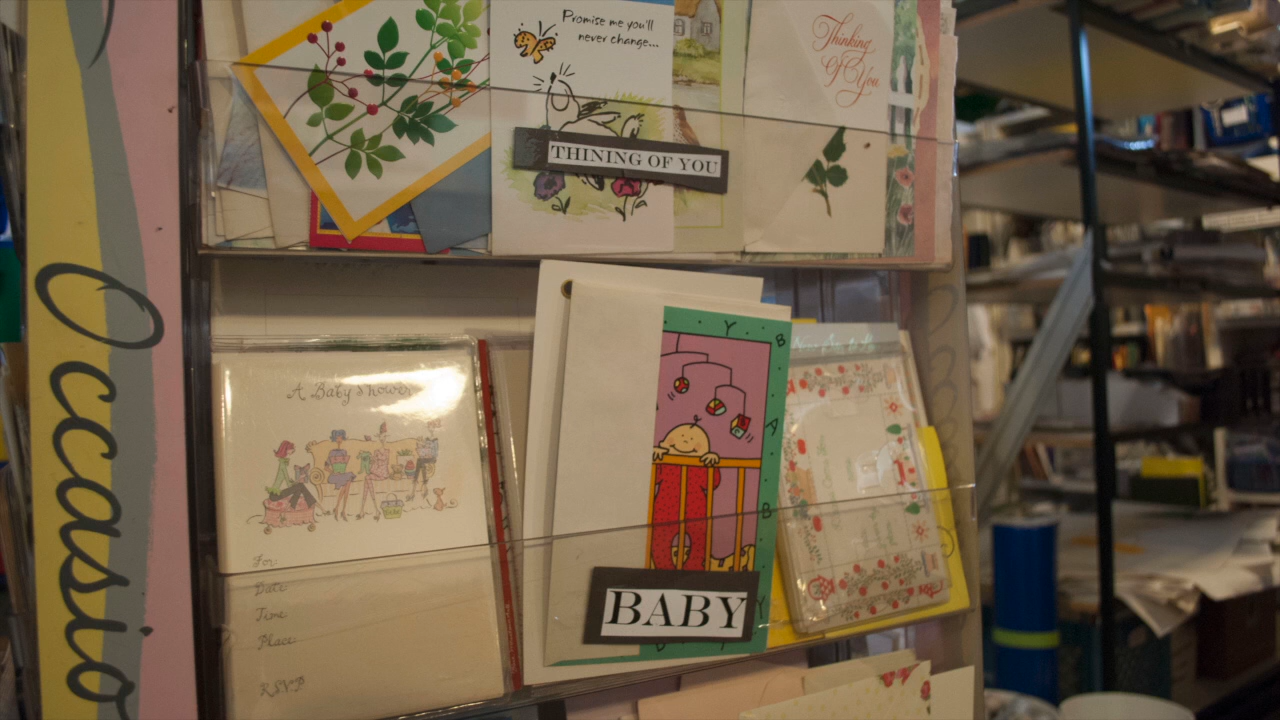 Occasio
Promise me you'll
never change...
Thinking
Of You
THINING OF YOU
A Baby Shower
For:
Date:
Time:
Place:
R.S.V.P.
Y B
A
B
Y
BABY